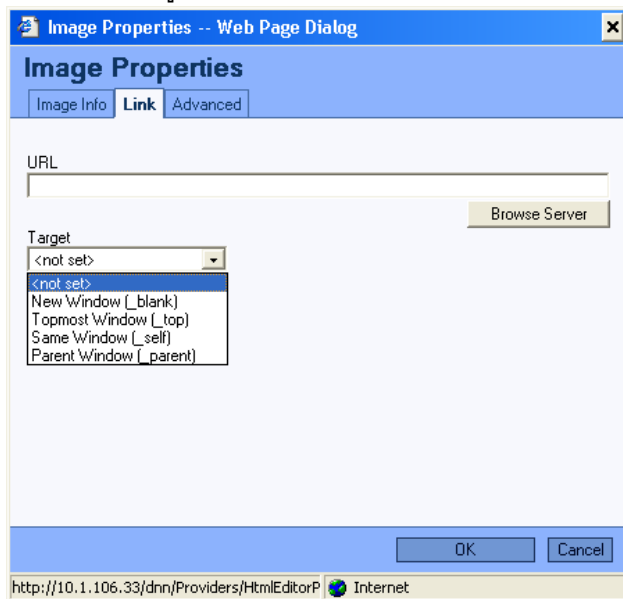 Image Properties -- Web Page Dialog
Image Properties
Image Info Link Advanced
URL
Browse Server
Target
<not set>
<not set>
New Window (_blank)
Topmost Window (_top)
Same Window (_self)
Parent Window (_parent)
OK Cancel
http://10.1.106.33/dnn/Providers/HtmlEditorP Internet